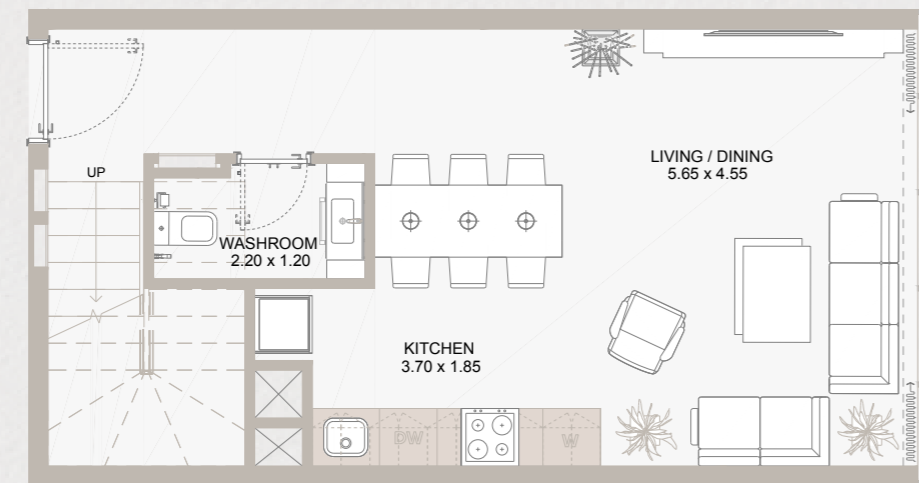 UP
LIVING / DINING
5.65 x 4.55
WASHROOM
2.20 x 1.20
KITCHEN
3.70 x 1.85
DW
W